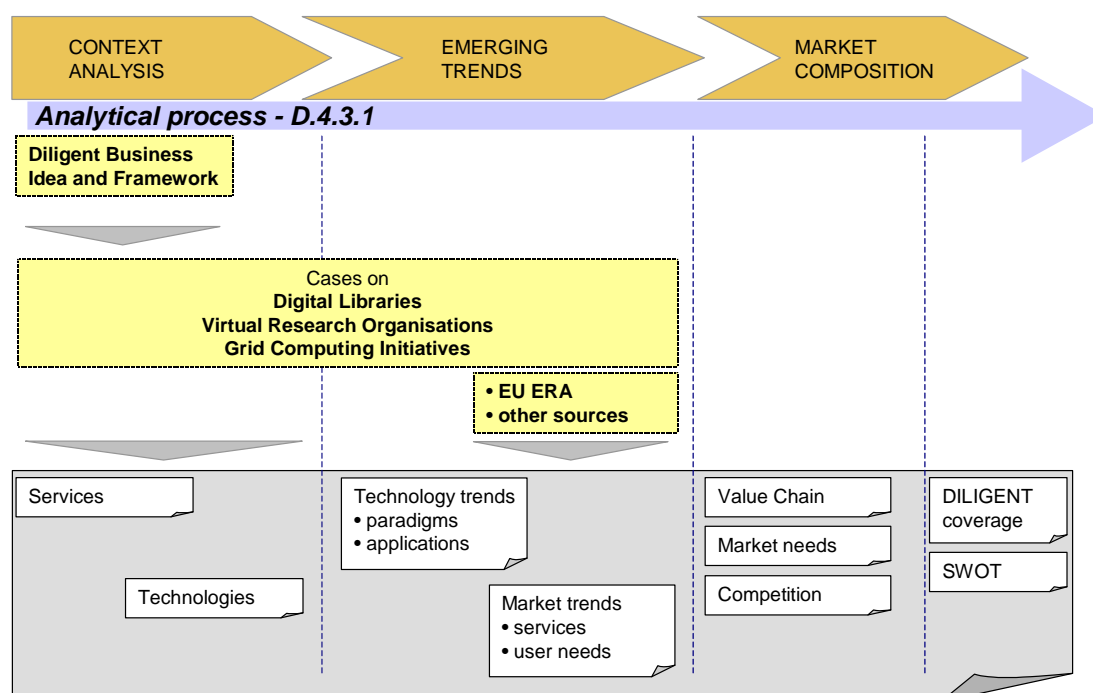 CONTEXT
ANALYSIS
EMERGING
TRENDS
MARKET
COMPOSITION
Analytical process - D.4.3.1
Diligent Business
Idea and Framework
Cases on
Digital Libraries
Virtual Research Organisations
Grid Computing Initiatives
• EU ERA
• other sources
Services
Technologies
Technology trends
• paradigms
• applications
Market trends
• services
• user needs
Value Chain
Market needs
Competition
DILIGENT
coverage
SWOT